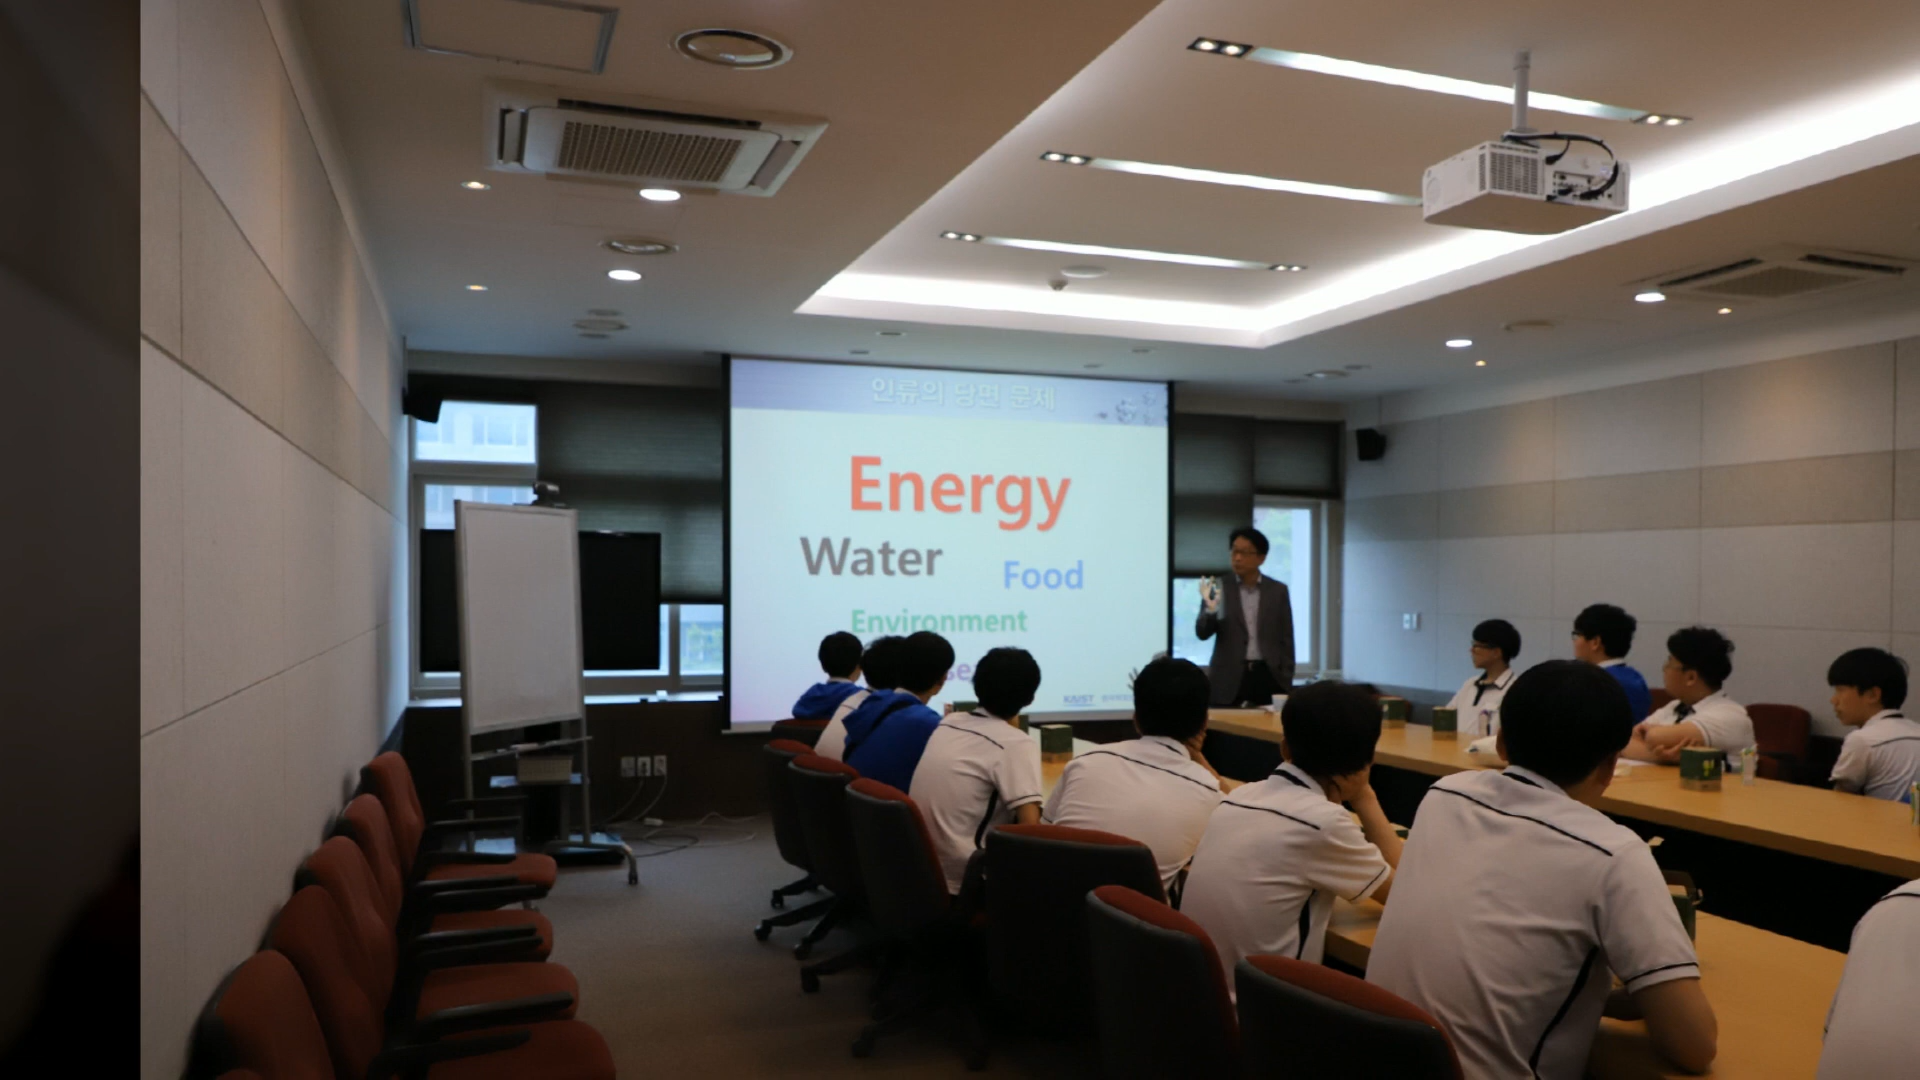 인류의 당면 문제
Energy
Water
Food
Environment
KAIST